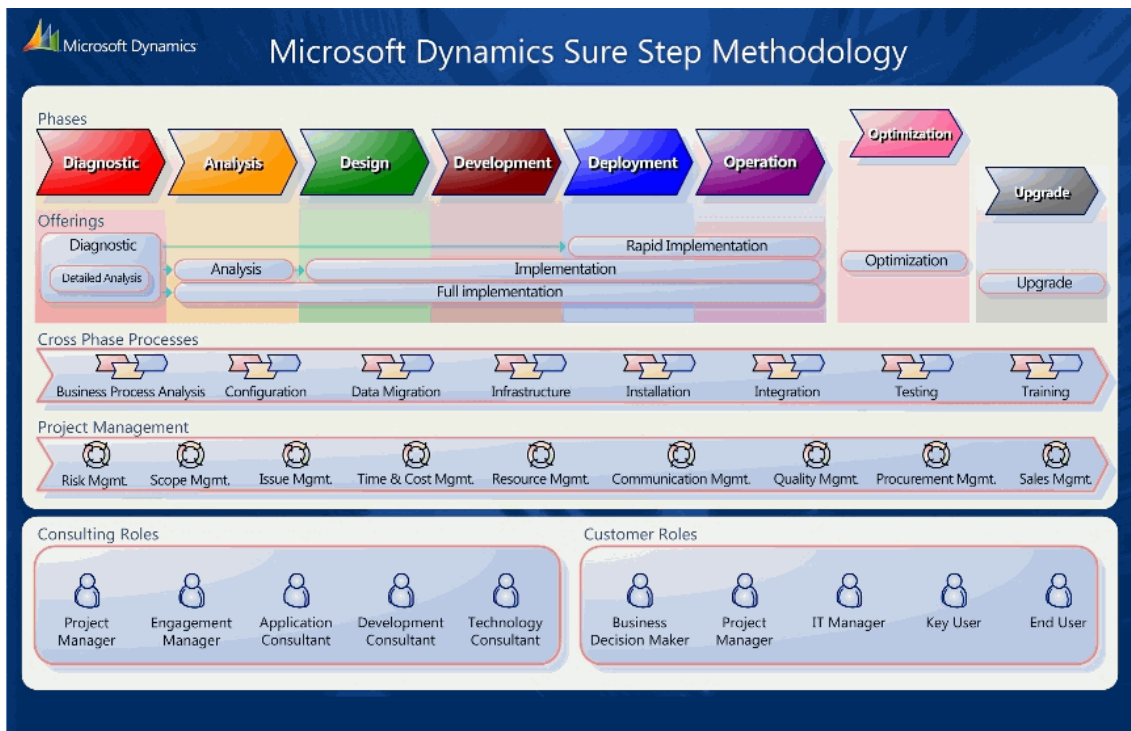 Microsoft Dynamics
Microsoft Dynamics Sure Step Methodology
Phases
Diagnostic
Analysis
Design
Development
Deployment
Operation
Optimization
Upgrade
Offerings
Diagnostic
Detailed Analysis
Rapid Implementation
Analysis
Implementation
Full implementation
Optimization
Upgrade
Cross Phase Processes
Business Process Analysis
Configuration
Data Migration
Infrastructure
Installation
Integration
Testing
Training
Project Management
Risk Mgmt.
Scope Mgmt.
Issue Mgmt.
Time & Cost Mgmt.
Resource Mgmt.
Communication Mgmt.
Quality Mgmt.
Procurement Mgmt.
Sales Mgmt.
Consulting Roles
Project
Manager
Engagement
Manager
Application
Consultant
Development
Consultant
Technology
Consultant
Customer Roles
Business
Decision Maker
Project
Manager
IT Manager
Key User
End User